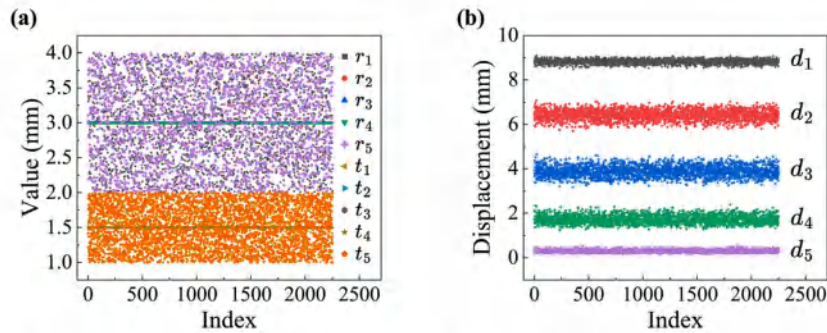 (a)
Value (mm)
4.0
3.5
3.0
2.5
2.0
1.5
1.0
0 500 1000 1500 2000 2500
Index
r₁
r₂
r₃
r₄
r₅
t₁
t₂
t₃
t₄
t₅
(b)
Displacement (mm)
10
8
6
4
2
0
0 500 1000 1500 2000 2500
Index
d₁
d₂
d₃
d₄
d₅